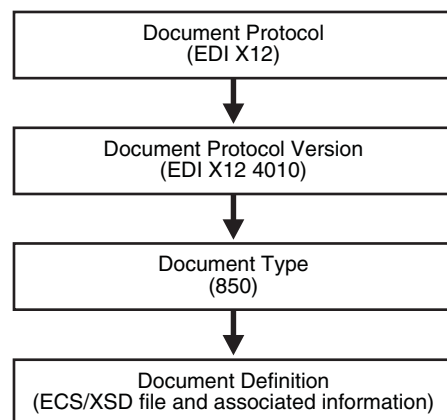 Document Protocol
(EDI X12)
Document Protocol Version
(EDI X12 4010)
Document Type
(850)
Document Definition
(ECS/XSD file and associated information)